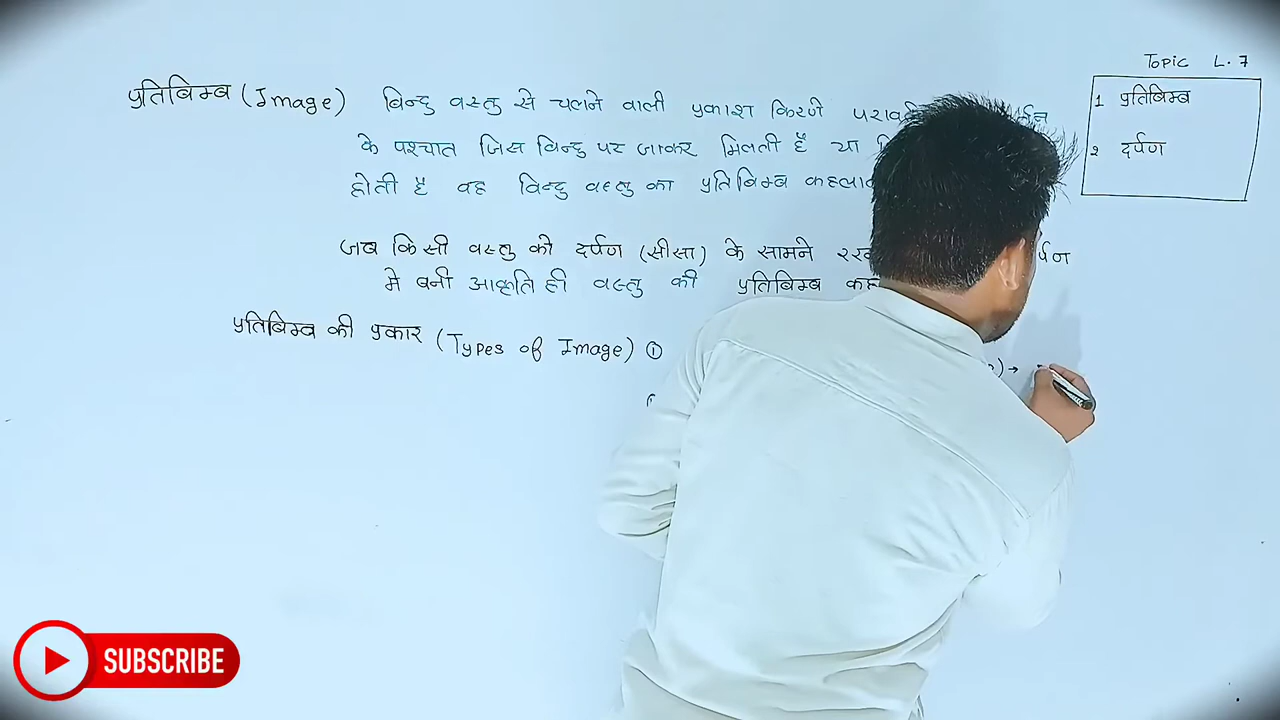 Topic L.7
1 प्रतिबिम्ब
2 दर्पण
प्रतिबिम्ब (Image) बिन्दु वस्तु से चलने वाली प्रकाश किरणे
के पश्चात जिस बिन्दु पर जाकर मिलती है या
होती है वह बिन्दु वस्तु का प्रतिबिम्ब
जब किसी वस्तु को दर्पण (सीसा) के सामने
मे बनी आकृति ही वस्तु की प्रतिबिम्ब
प्रतिबिम्ब की प्रकार (Types of Image) ①
SUBSCRIBE